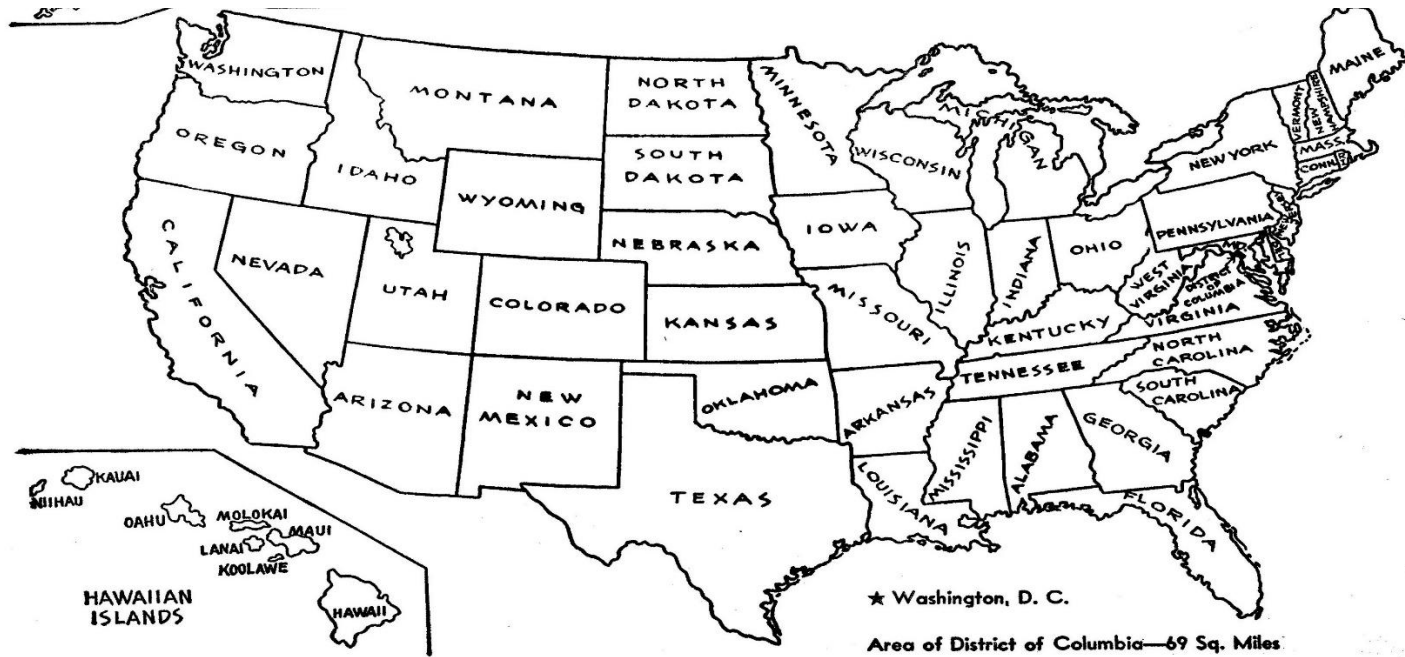 WASHINGTON
MONTANA
NORTH
DAKOTA
MINNESOTA
MICHIGAN
MAINE
VERMONT
NEW
HAMPSHIRE
OREGON
IDAHO
SOUTH
DAKOTA
WISCONSIN
NEW YORK
MASS.
CONN.
WYOMING
IOWA
PENNSYLVANIA
CALIFORNIA
NEVADA
UTAH
COLORADO
NEBRASKA
ILLINOIS
INDIANA
OHIO
WEST
VIRGINIA
DISTRICT
OF
COLUMBIA
KANSAS
MISSOURI
KENTUCKY
VIRGINIA
ARIZONA
NEW
MEXICO
OKLAHOMA
ARKANSAS
TENNESSEE
NORTH
CAROLINA
SOUTH
CAROLINA
TEXAS
LOUISIANA
MISSISSIPPI
ALABAMA
GEORGIA
FLORIDA
KAUAI
NIIHAU
OAHU
MOLOKAI
MAUI
LANAI
KOOLAWE
HAWAII
HAWAIIAN
ISLANDS
★ Washington, D. C.
Area of District of Columbia—69 Sq. Miles